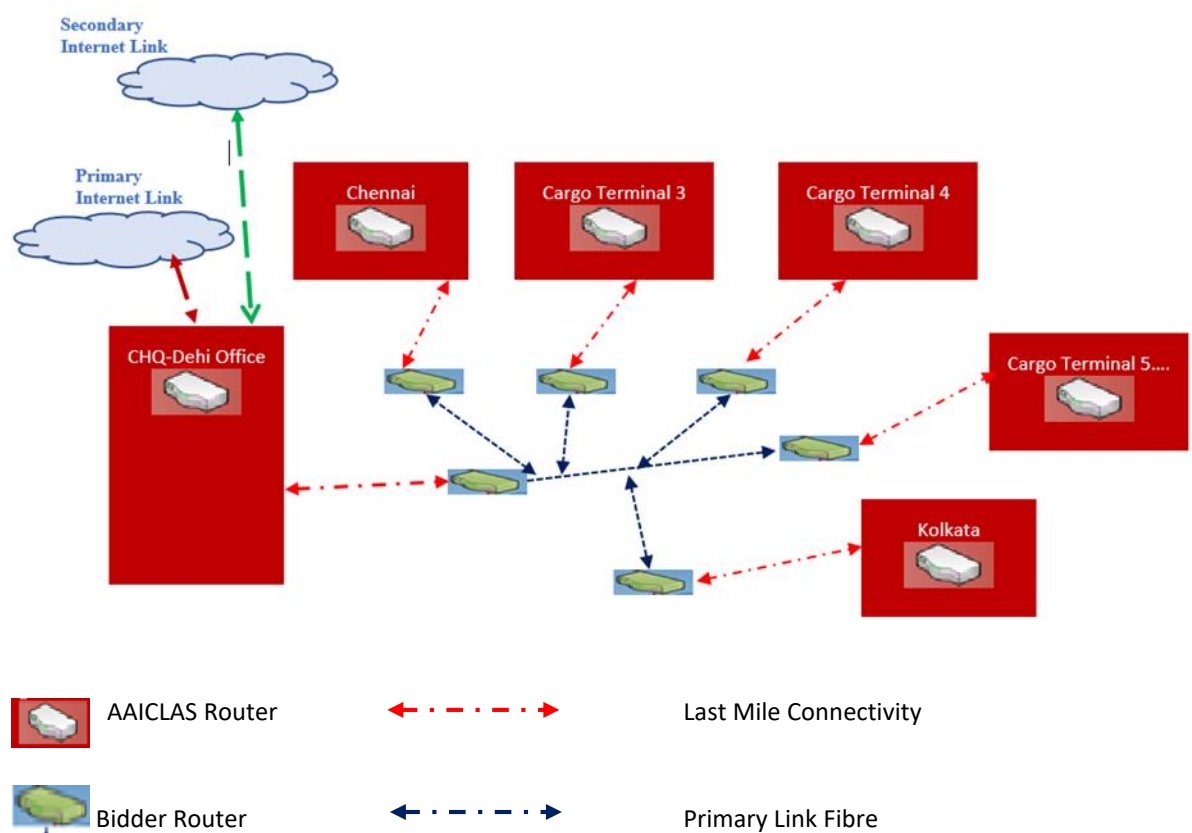 Secondary
Internet Link
Primary
Internet Link
Chennai
Cargo Terminal 3
Cargo Terminal 4
CHQ-Dehi Office
Cargo Terminal 5....
Kolkata
AAICLAS Router
Last Mile Connectivity
Bidder Router
Primary Link Fibre